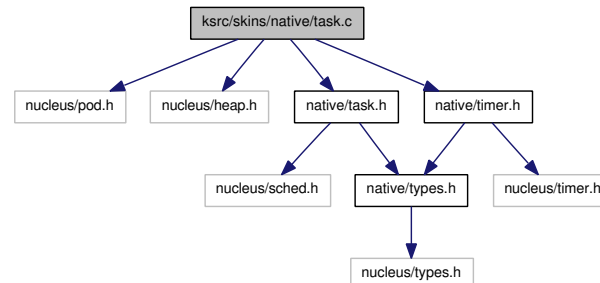 ksrc/skins/native/task.c
nucleus/pod.h
nucleus/heap.h
native/task.h
native/timer.h
nucleus/sched.h
native/types.h
nucleus/timer.h
nucleus/types.h